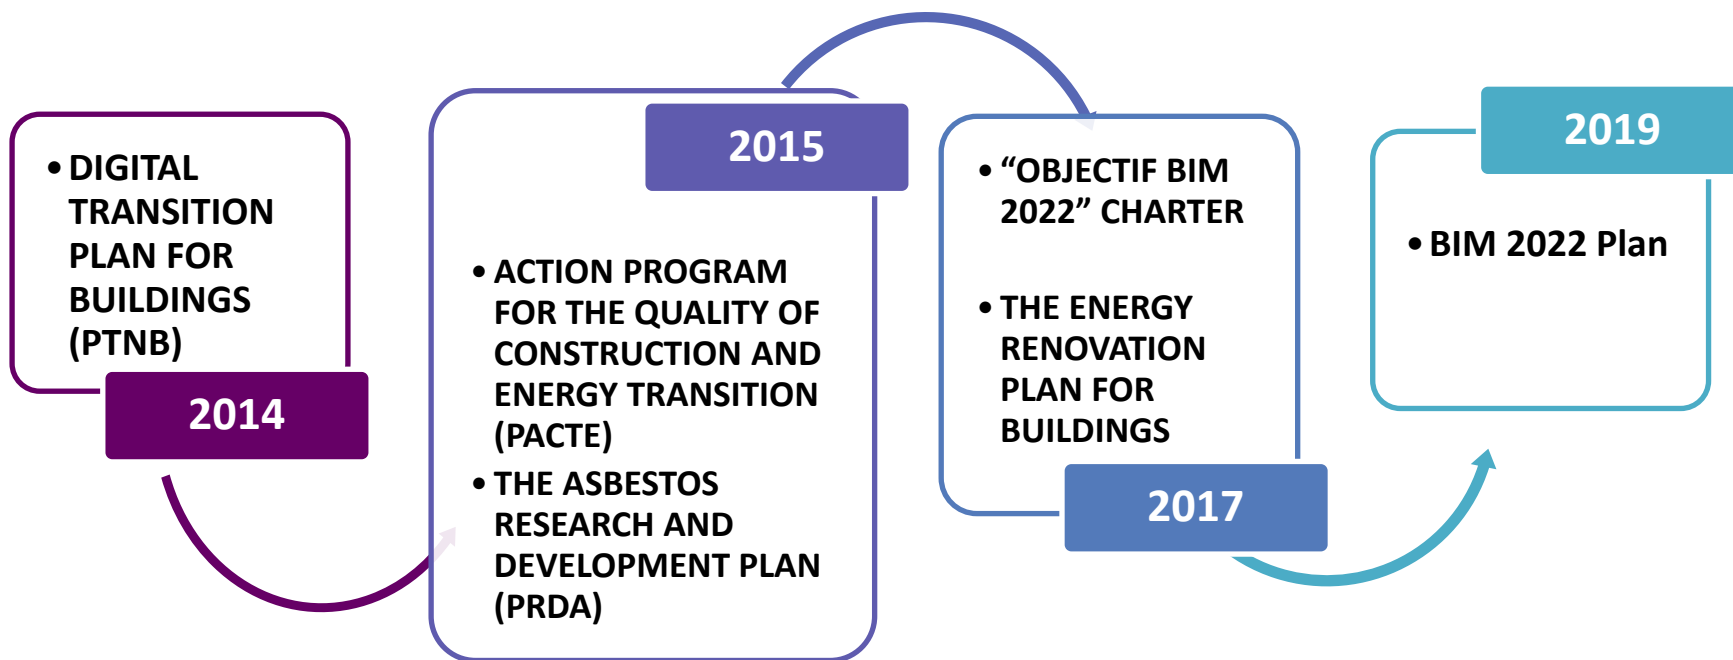 • DIGITAL
TRANSITION
PLAN FOR
BUILDINGS
(PTNB)
2014
2015
• ACTION PROGRAM
FOR THE QUALITY OF
CONSTRUCTION AND
ENERGY TRANSITION
(PACTE)
• THE ASBESTOS
RESEARCH AND
DEVELOPMENT PLAN
(PRDA)
• “OBJECTIF BIM
2022” CHARTER
• THE ENERGY
RENOVATION
PLAN FOR
BUILDINGS
2017
2019
• BIM 2022 Plan